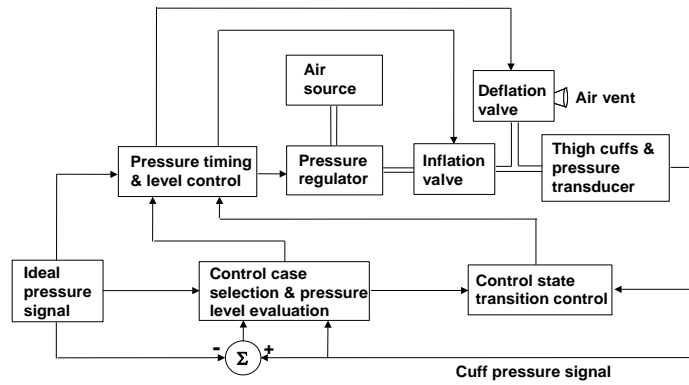 Air
source
Deflation
valve
Air vent
Pressure timing
& level control
Pressure
regulator
Inflation
valve
Thigh cuffs &
pressure
transducer
Ideal
pressure
signal
Control case
selection & pressure
level evaluation
Control state
transition control
-
Σ
+
Cuff pressure signal